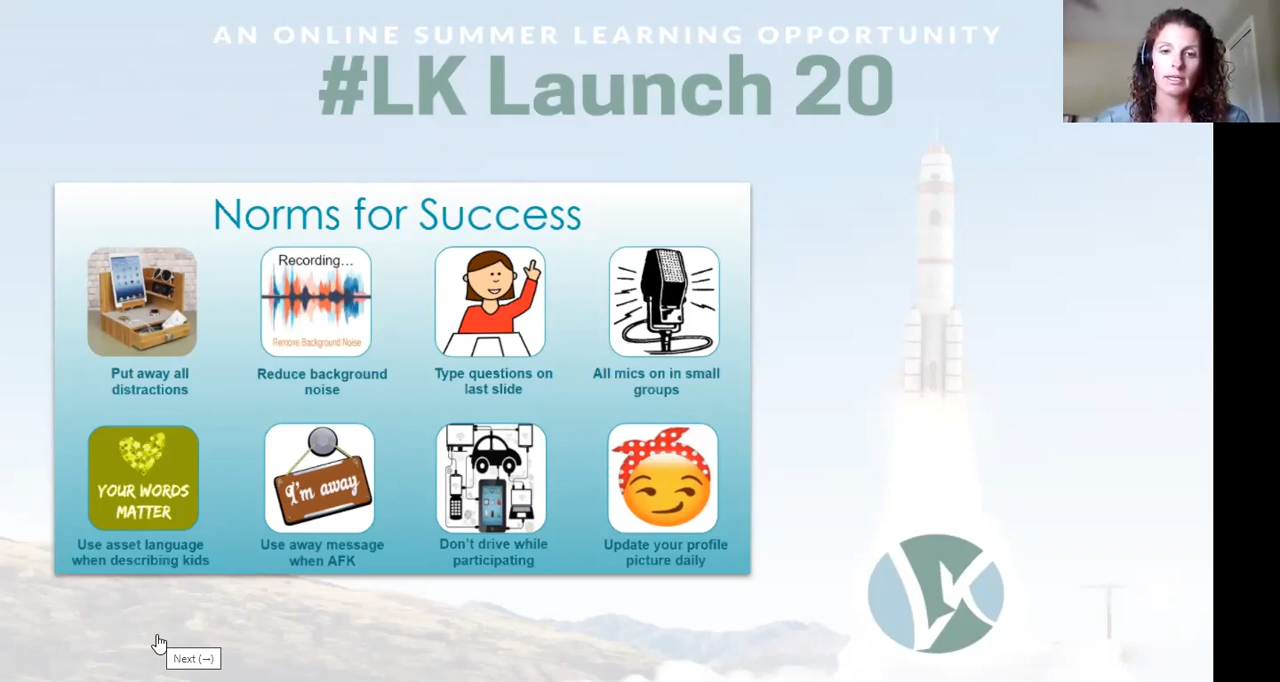 AN ONLINE SUMMER LEARNING OPPORTUNITY
#LK Launch 20
Norms for Success
Recording...
Remove Background Noise
Put away all
distractions
Reduce background
noise
Type questions on
last slide
All mics on in small
groups
YOUR WORDS
MATTER
I'm away
Use asset language
when describing kids
Use away message
when AFK
Don't drive while
participating
Update your profile
picture daily
LK
Next (→)